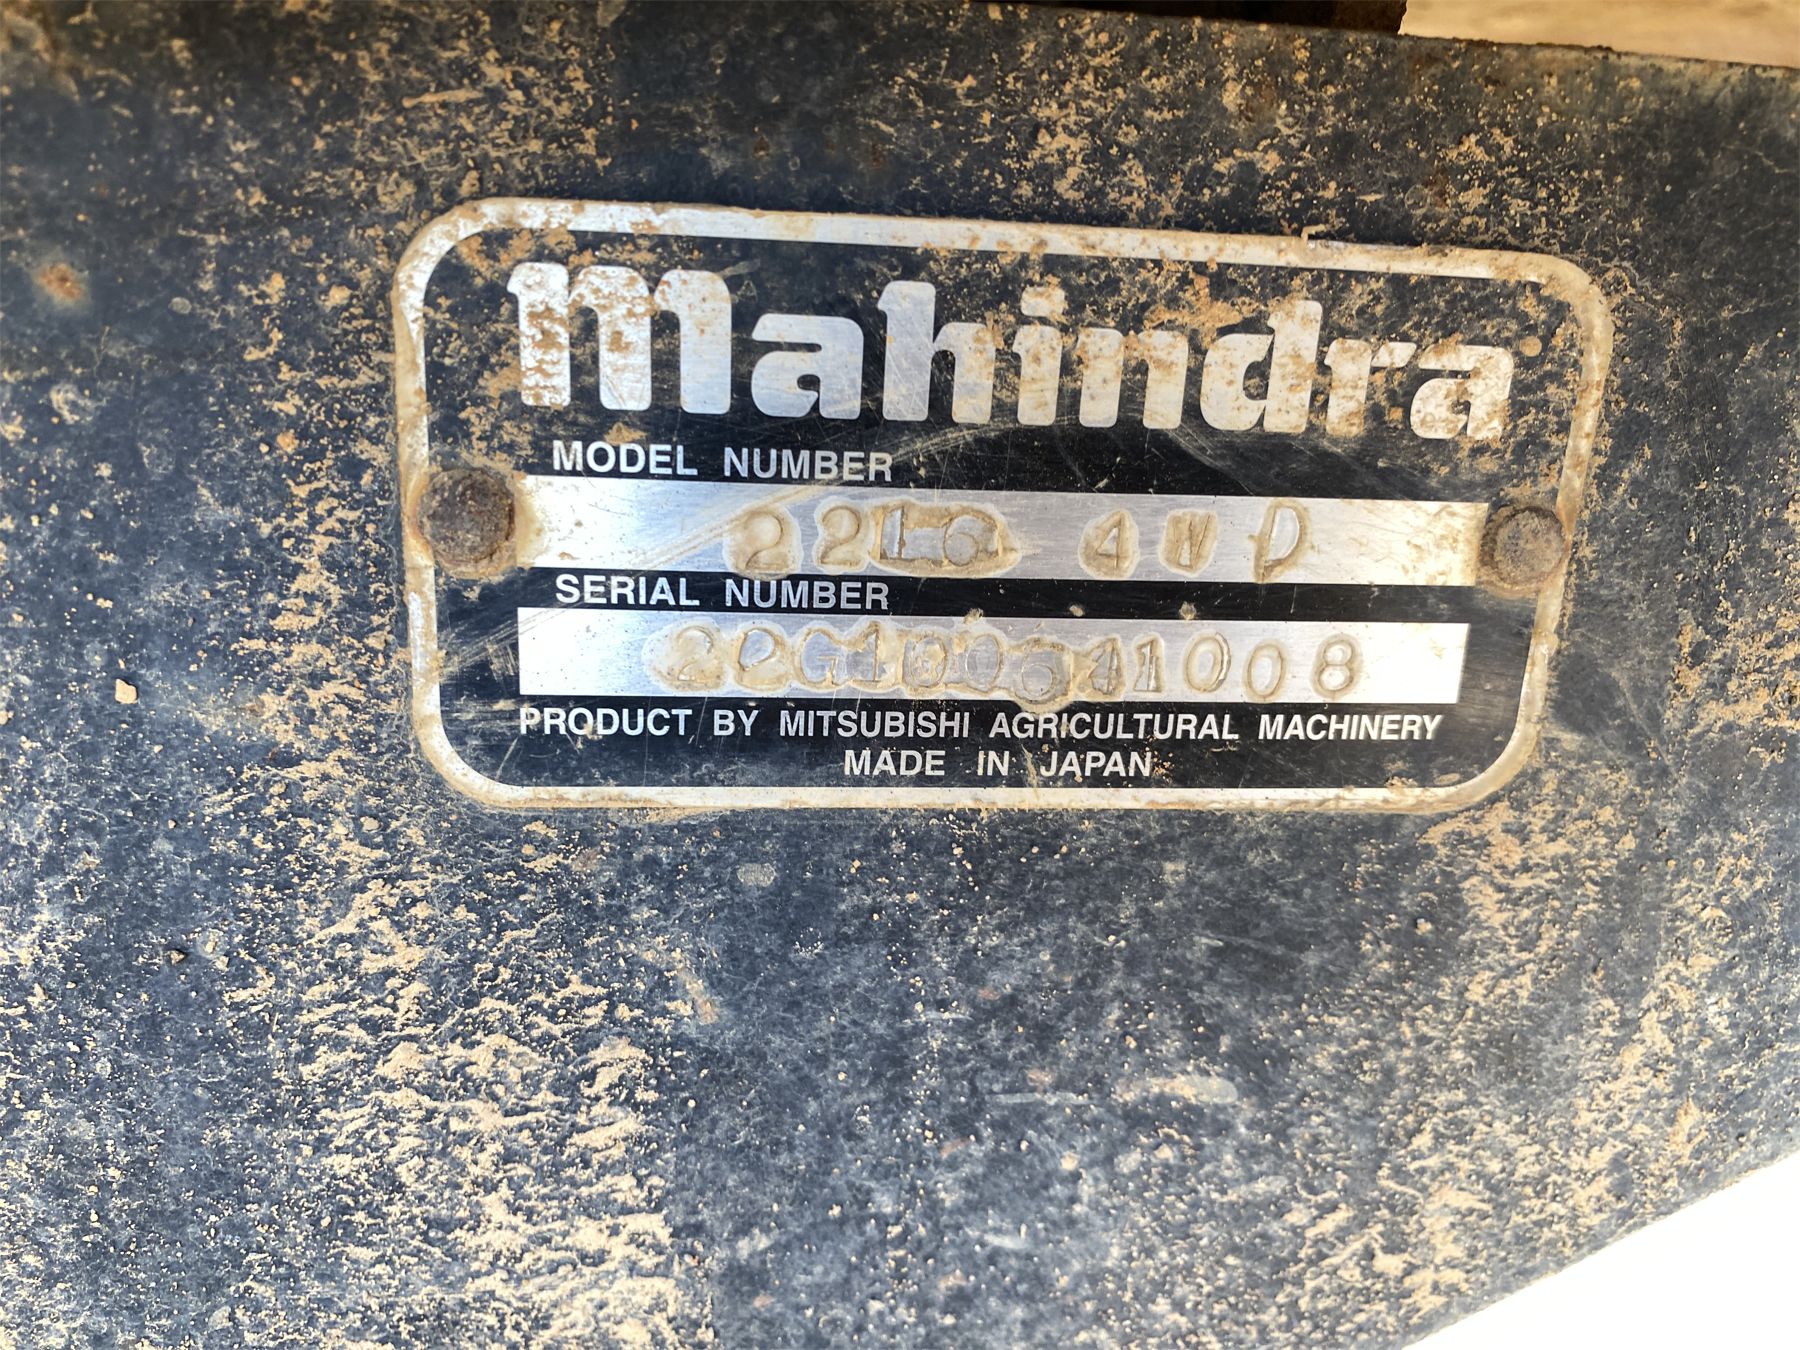 mahindra
MODEL NUMBER
2216 4WD
SERIAL NUMBER
PRODUCT BY MITSUBISHI AGRICULTURAL MACHINERY
MADE IN JAPAN